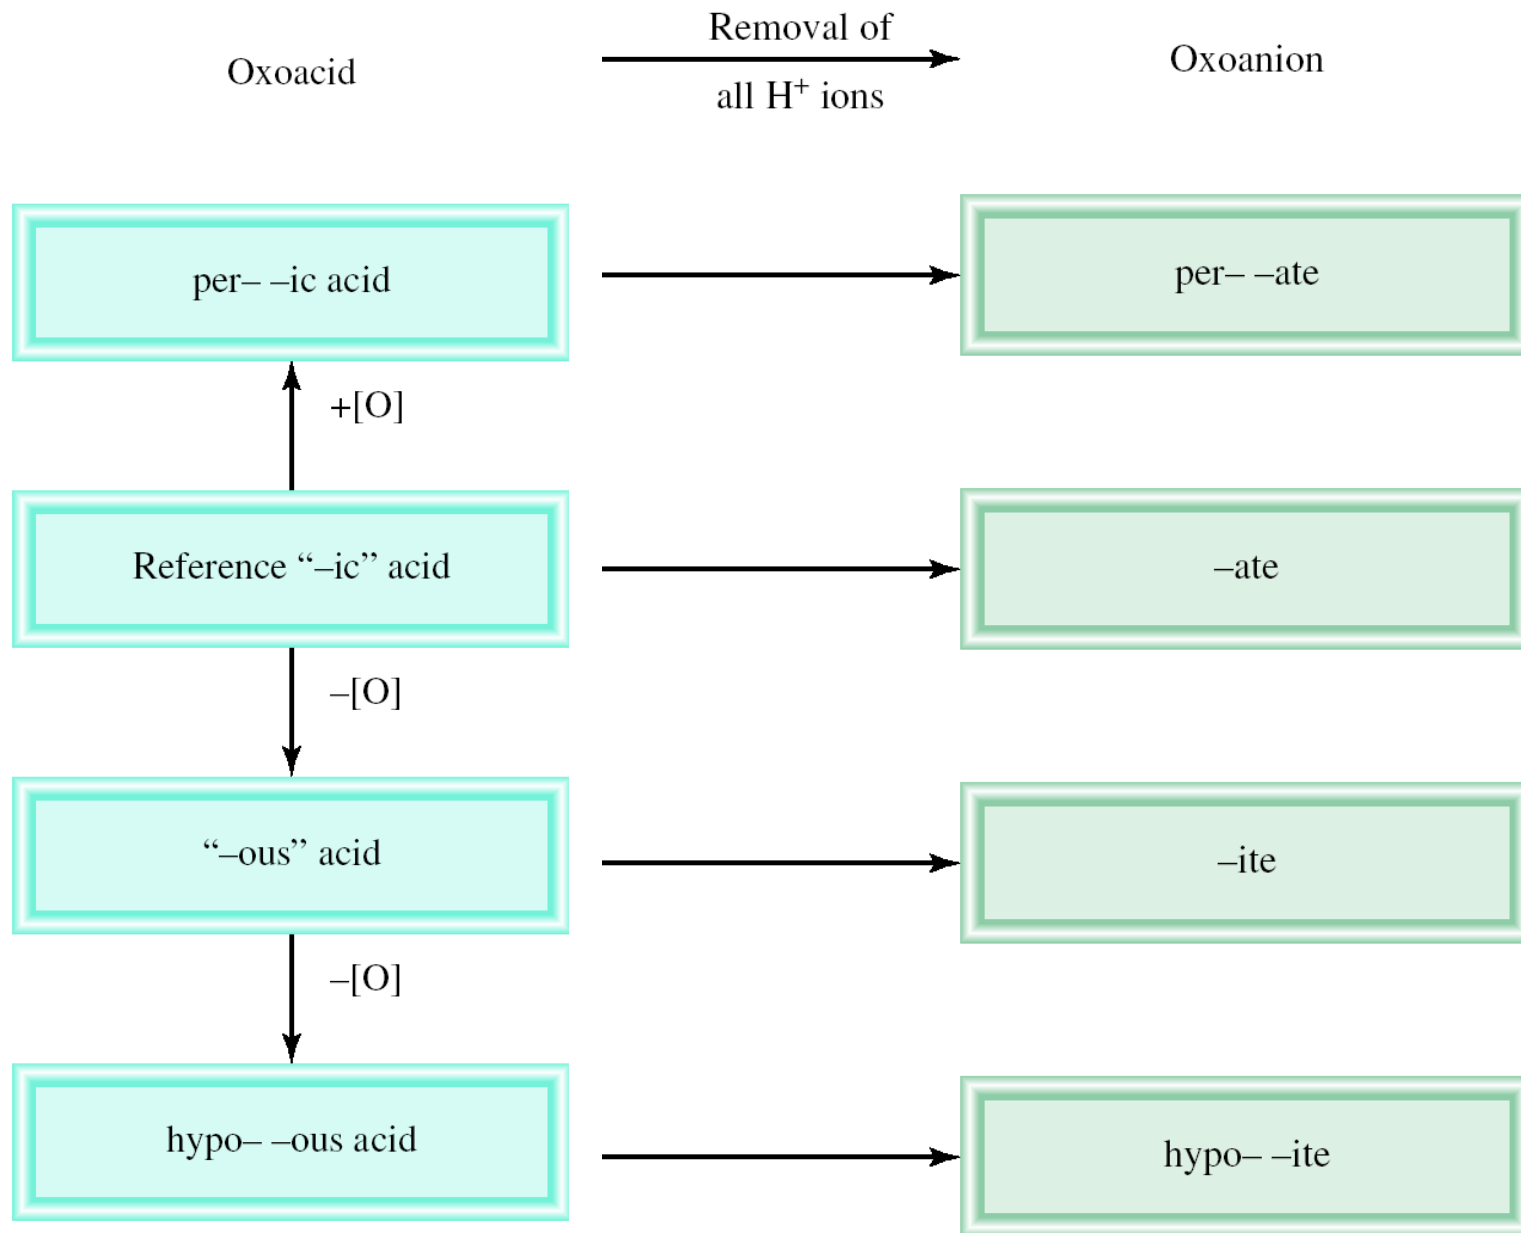 Oxoacid
Removal of
all H⁺ ions
Oxoanion
per– –ic acid
per– –ate
+[O]
Reference “–ic” acid
–ate
–[O]
“–ous” acid
–ite
–[O]
hypo– –ous acid
hypo– –ite